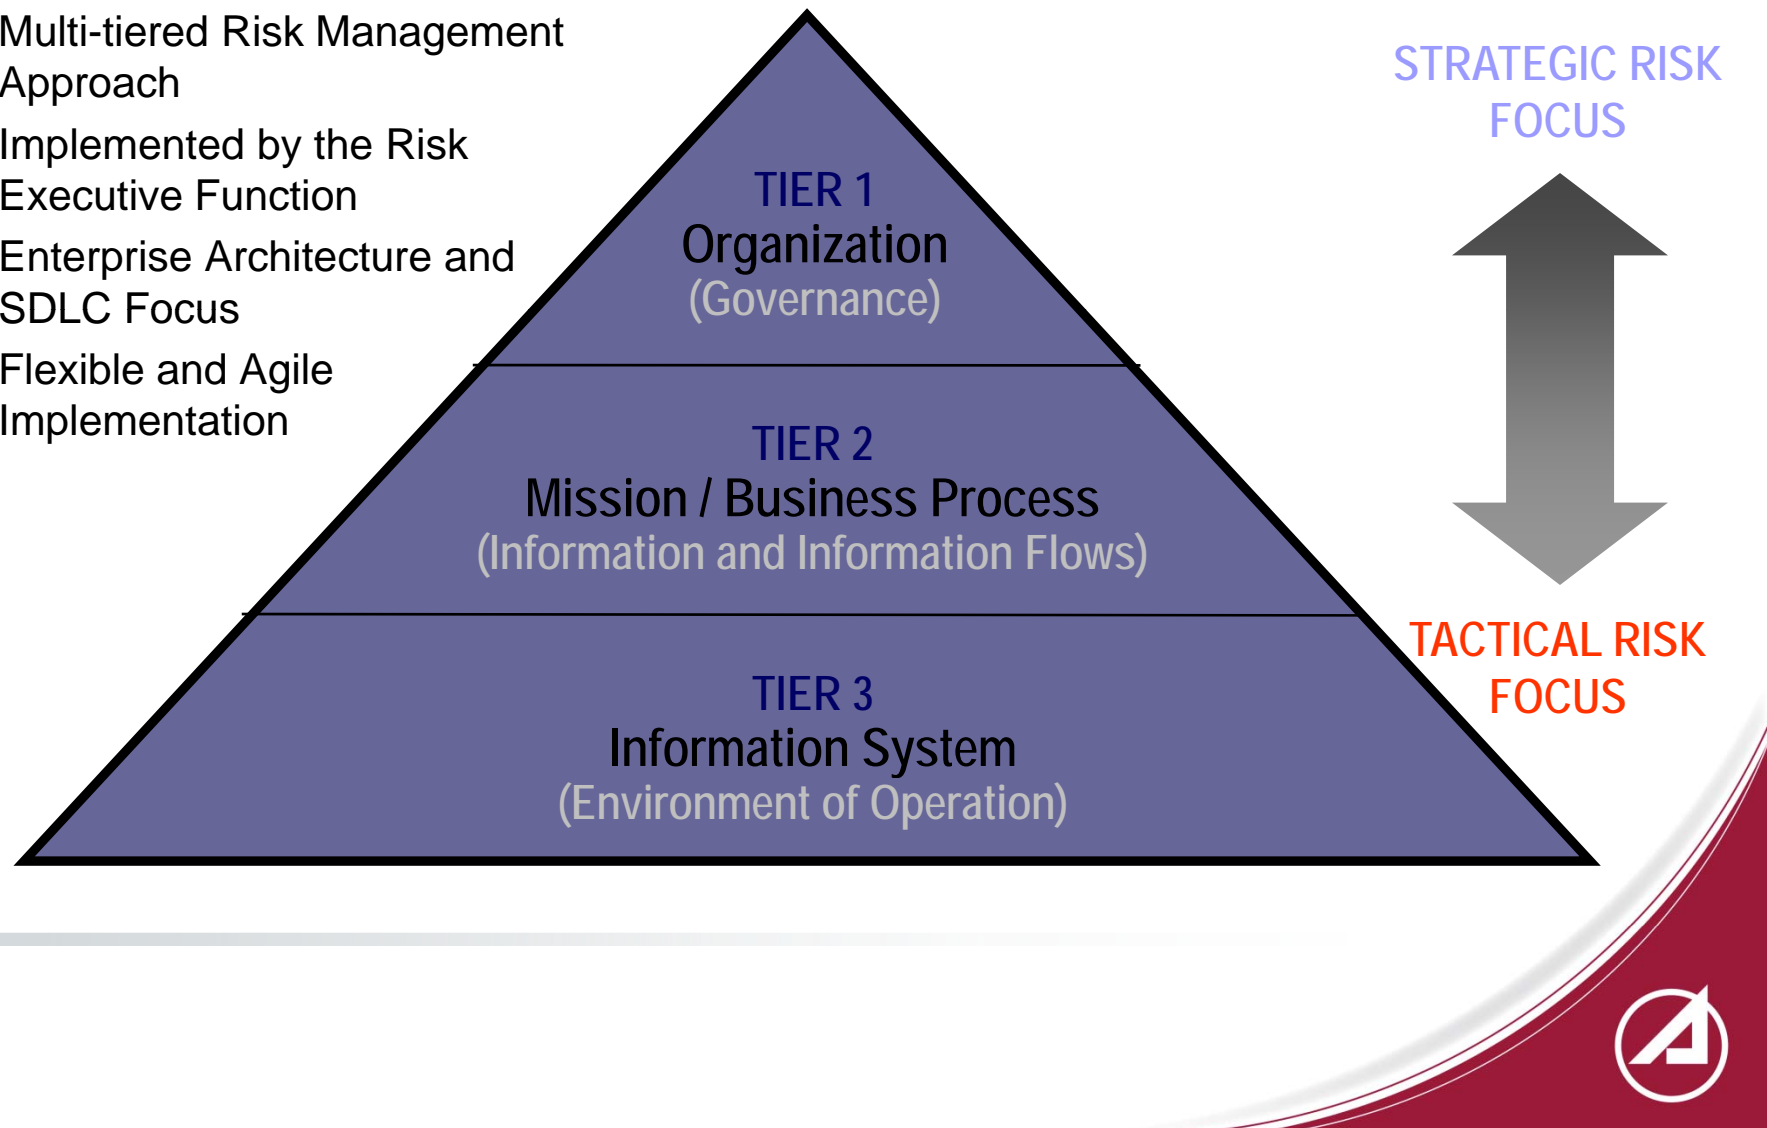 Multi-tiered Risk Management
Approach
Implemented by the Risk
Executive Function
Enterprise Architecture and
SDLC Focus
Flexible and Agile
Implementation
TIER 1
Organization
(Governance)
TIER 2
Mission / Business Process
(Information and Information Flows)
TIER 3
Information System
(Environment of Operation)
STRATEGIC RISK
FOCUS
TACTICAL RISK
FOCUS